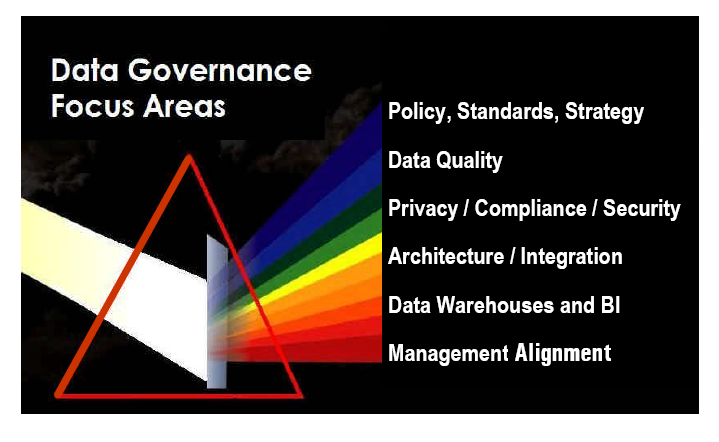 Data Governance
Focus Areas
Policy, Standards, Strategy
Data Quality
Privacy / Compliance / Security
Architecture / Integration
Data Warehouses and BI
Management Alignment